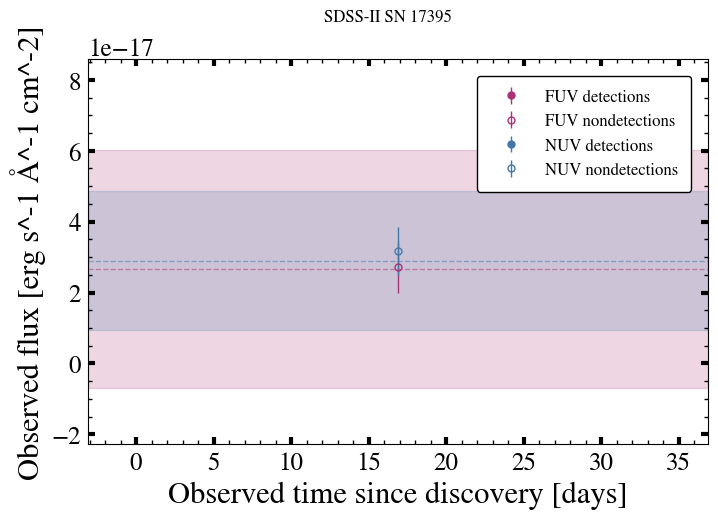 SDSS-II SN 17395
1e−17
8
6
4
2
0
−2
Observed flux [erg s^-1 Å^-1 cm^-2]
FUV detections
FUV nondetections
NUV detections
NUV nondetections
0 5 10 15 20 25 30 35
Observed time since discovery [days]